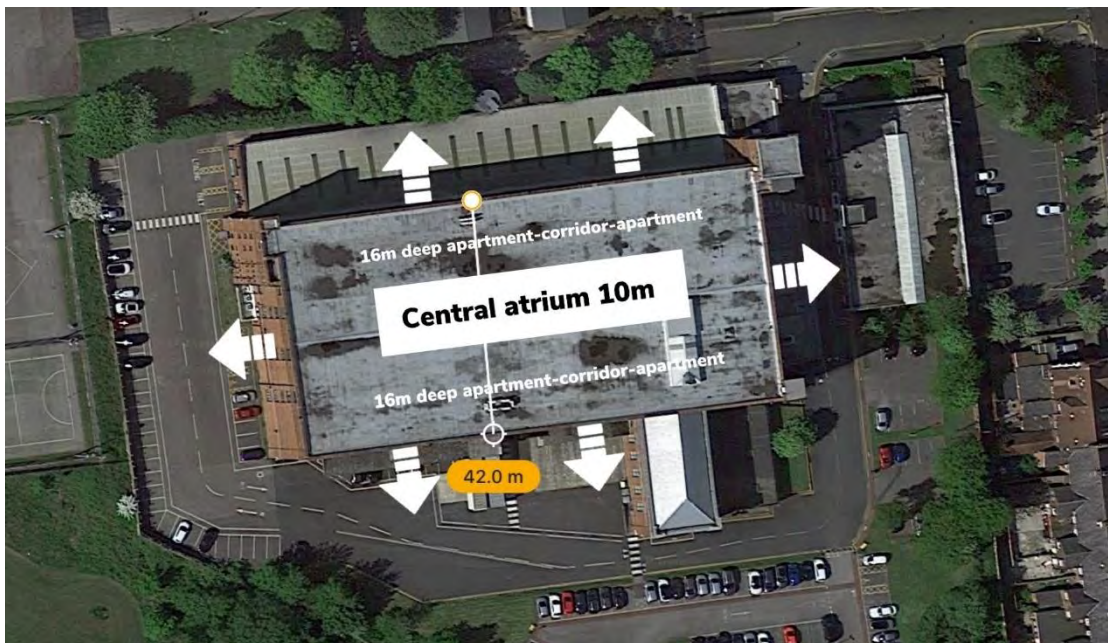 16m deep apartment-corridor-apartment
Central atrium 10m
16m deep apartment-corridor-apartment
42.0 m